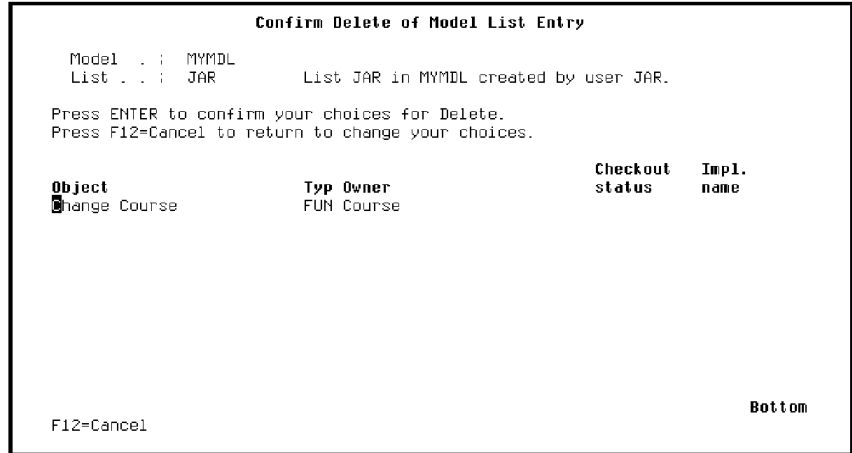 Confirm Delete of Model List Entry
Model . : MYMDL
List . . : JAR List JAR in MYMDL created by user JAR.
Press ENTER to confirm your choices for Delete.
Press F12=Cancel to return to change your choices.
Checkout Impl.
Object Typ Owner status name
Change Course FUN Course
Bottom
F12=Cancel